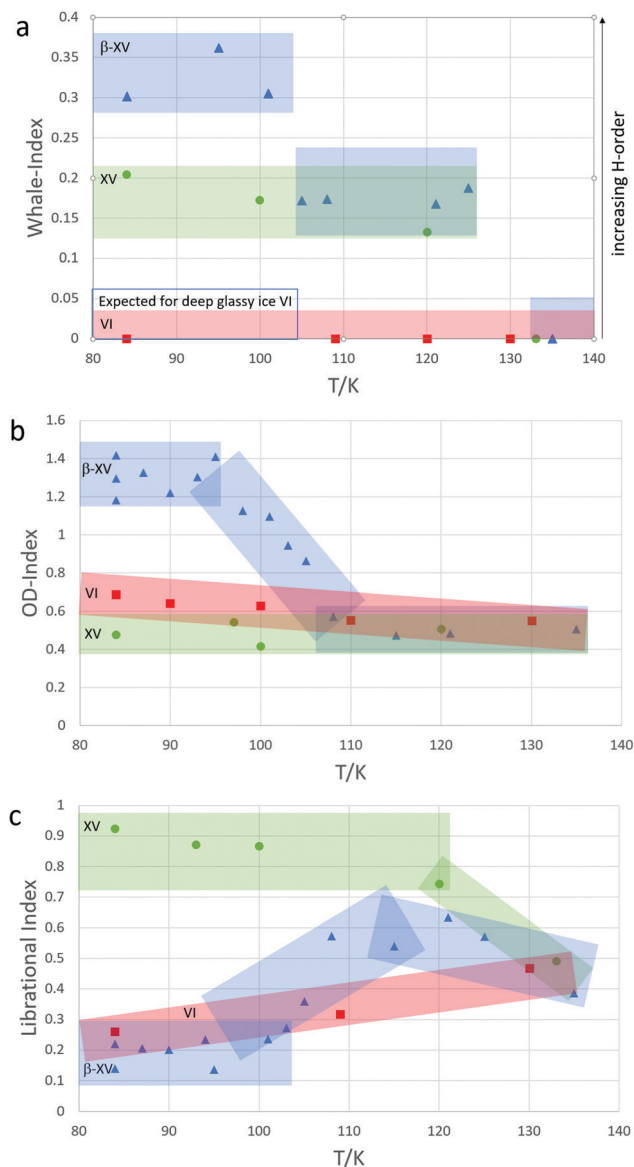 a
0.4
0.35
0.3
0.25
0.2
0.15
0.1
0.05
0
Whale-Index
β-XV
XV
Expected for deep glassy ice VI
VI
increasing H-order
80 90 100 110 120 130 140
T/K
b
1.6
1.4
1.2
1
0.8
0.6
0.4
0.2
0
OD-Index
β-XV
VI
XV
80 90 100 110 120 130 140
T/K
c
1
0.9
0.8
0.7
0.6
0.5
0.4
0.3
0.2
0.1
0
Librational Index
XV
VI
β-XV
80 90 100 110 120 130 140
T/K